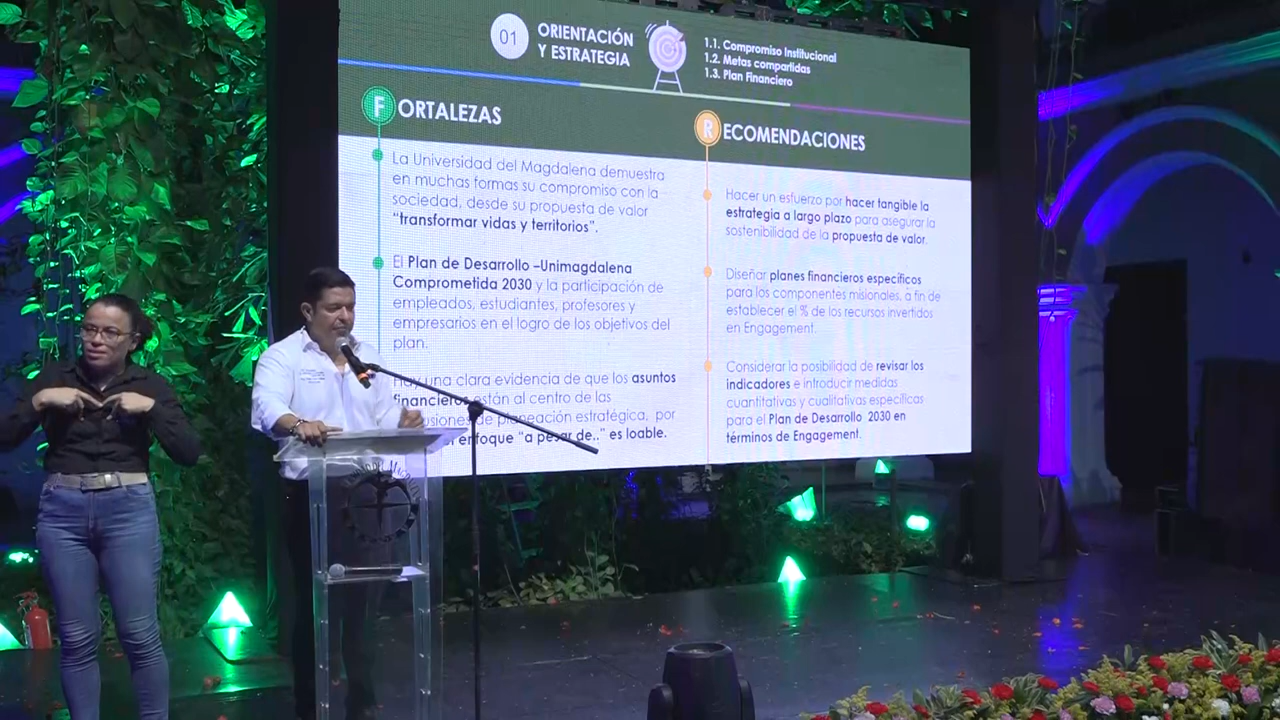 01
ORIENTACIÓN
Y ESTRATEGIA
1.1. Compromiso Institucional
1.2. Metas compartidas
1.3. Plan Financiero
FORTALEZAS
La Universidad del Magdalena demuestra
en muchas formas su compromiso con la
sociedad, desde su propuesta de valor
“transformar vidas y territorios”.
El Plan de Desarrollo –Unimagdalena
Comprometida 2030 y la participación de
empleados, estudiantes, profesores y
empresarios en el logro de los objetivos del
plan.
Hay una clara evidencia de que los asuntos
financieros están al centro de las
de planeación estratégica, por
enfoque “a pesar de..” es loable.
RECOMENDACIONES
Hacer un esfuerzo por hacer tangible la
estrategia a largo plazo para asegurar la
sostenibilidad de la propuesta de valor.
Diseñar planes financieros específicos
para los componentes misionales, a fin de
establecer el % de los recursos invertidos
en Engagement.
Considerar la posibilidad de revisar los
indicadores e introducir medidas
cuantitativas y cualitativas específicas
para el Plan de Desarrollo 2030 en
términos de Engagement.